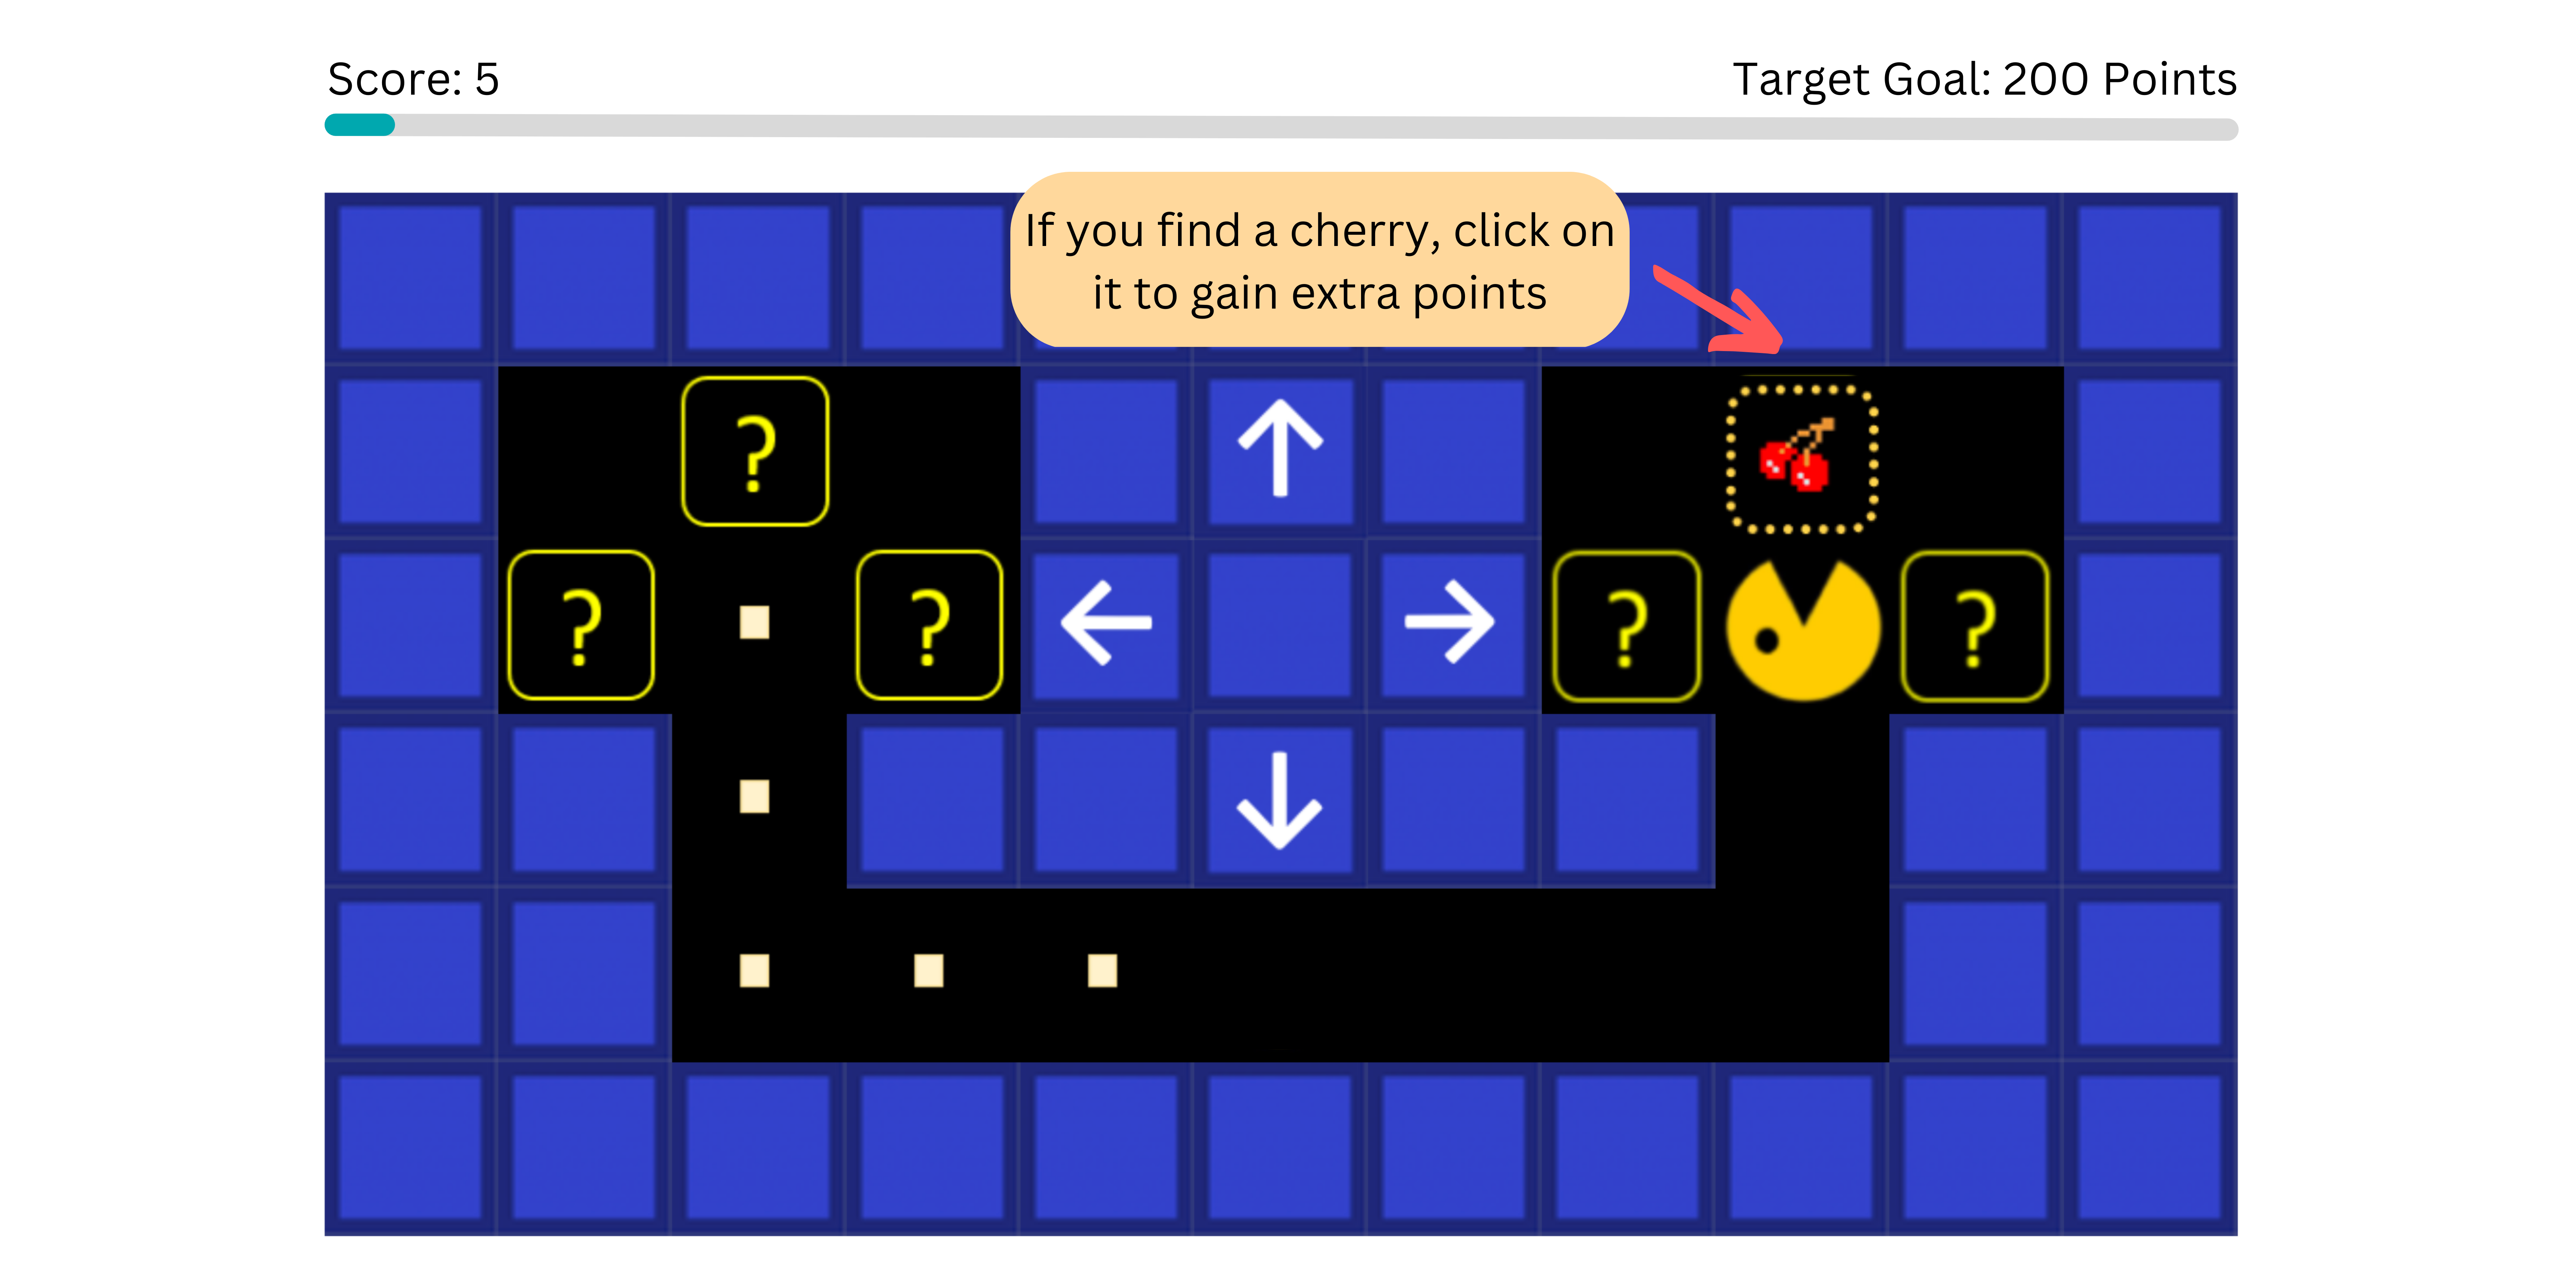 Score: 5
Target Goal: 200 Points
If you find a cherry, click on
it to gain extra points
?
? ? ? ?